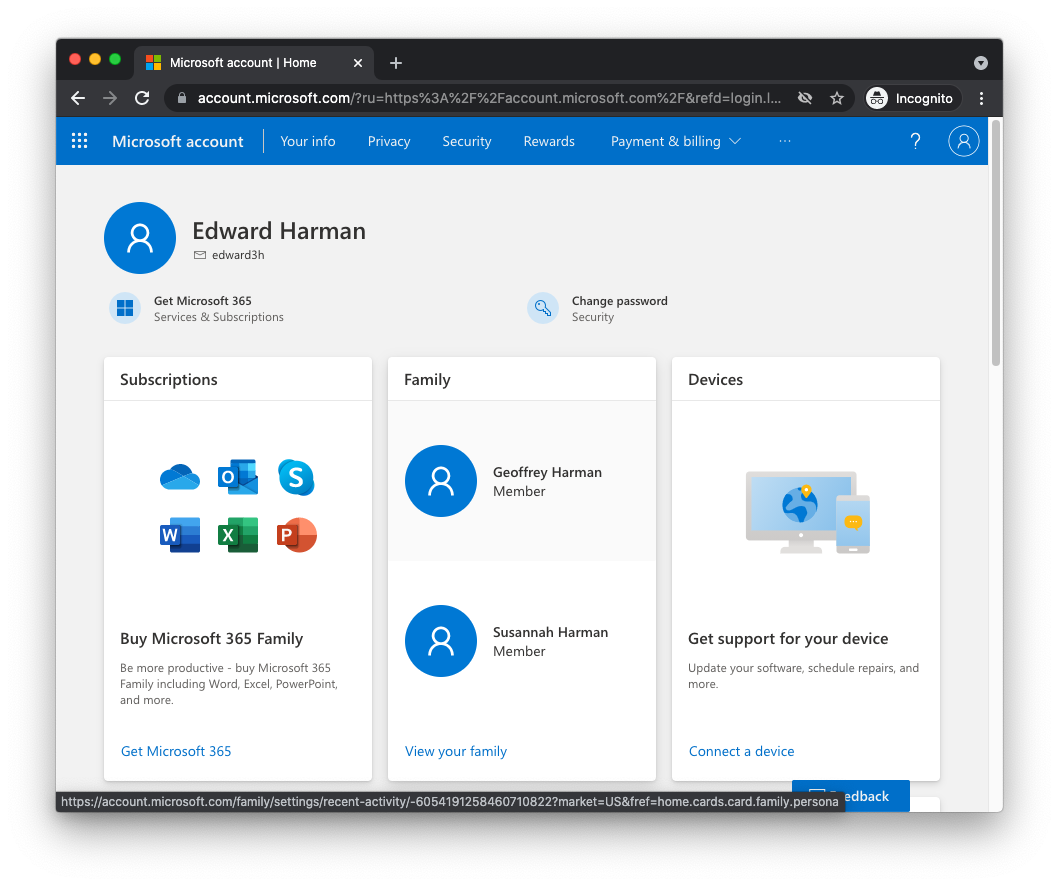 Microsoft account | Home
account.microsoft.com/?ru=https%3A%2F%2Faccount.microsoft.com%2F&refd=login.l...
Incognito
Microsoft account
Your info
Privacy
Security
Rewards
Payment & billing
...
?
Edward Harman
edward3h
Get Microsoft 365
Services & Subscriptions
Change password
Security
Subscriptions
O
S
W
X
P
Buy Microsoft 365 Family
Be more productive - buy Microsoft 365
Family including Word, Excel, PowerPoint,
and more.
Get Microsoft 365
Family
Geoffrey Harman
Member
Susannah Harman
Member
View your family
Devices
Get support for your device
Update your software, schedule repairs, and
more.
Connect a device
edback
https://account.microsoft.com/family/settings/recent-activity/-6054191258460710822?market=US&fref=home.cards.card.family.persona